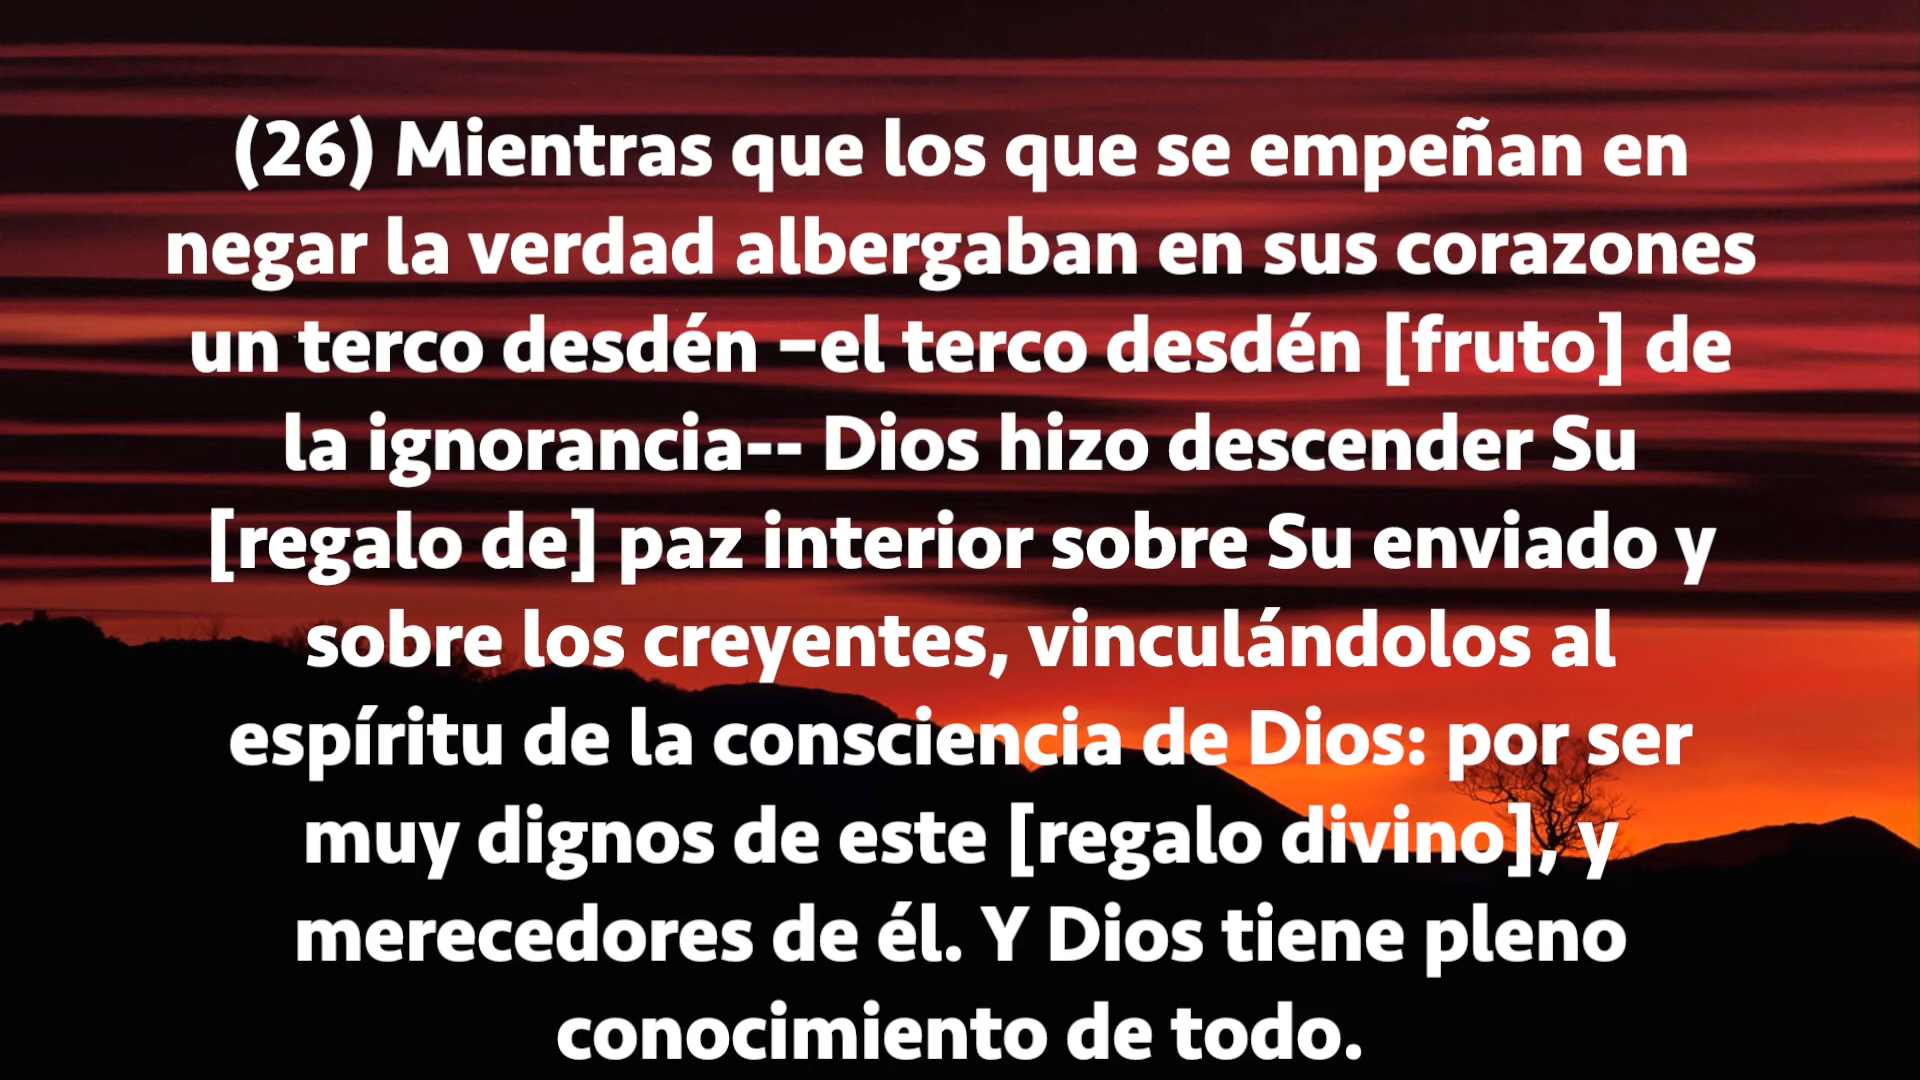 (26) Mientras que los que se empeñan en
negar la verdad albergaban en sus corazones
un terco desdén –el terco desdén [fruto] de
la ignorancia-- Dios hizo descender Su
[regalo de] paz interior sobre Su enviado y
sobre los creyentes, vinculándolos al
espíritu de la consciencia de Dios: por ser
muy dignos de este [regalo divino], y
merecedores de él. Y Dios tiene pleno
conocimiento de todo.